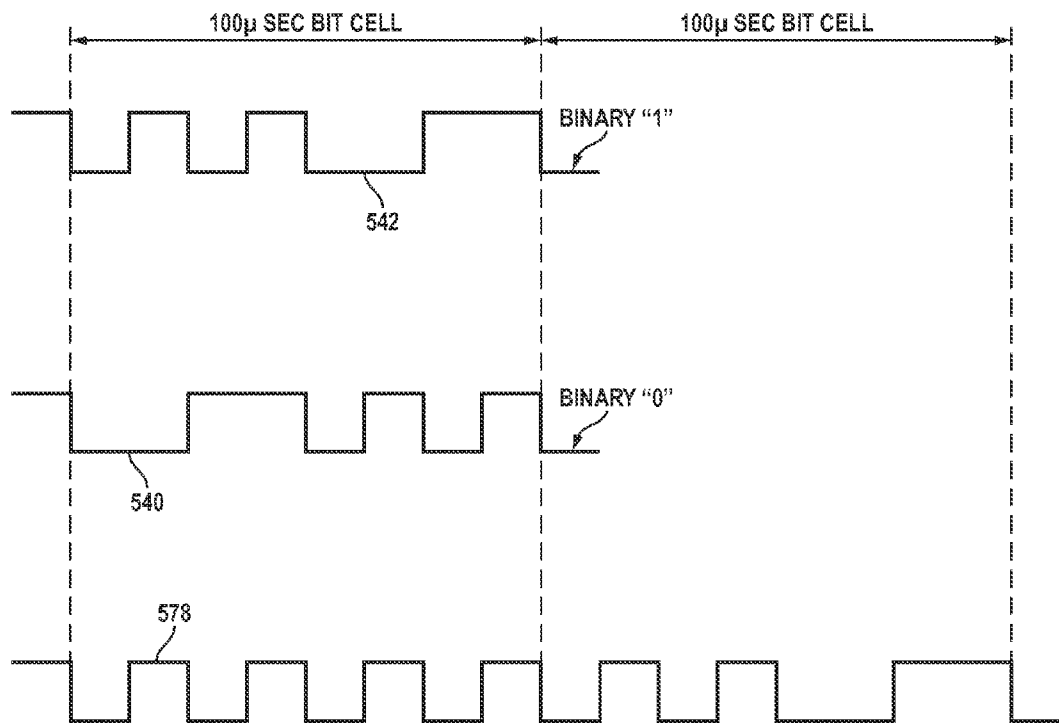 100µ SEC BIT CELL
100µ SEC BIT CELL
BINARY "1"
542
BINARY "0"
540
578